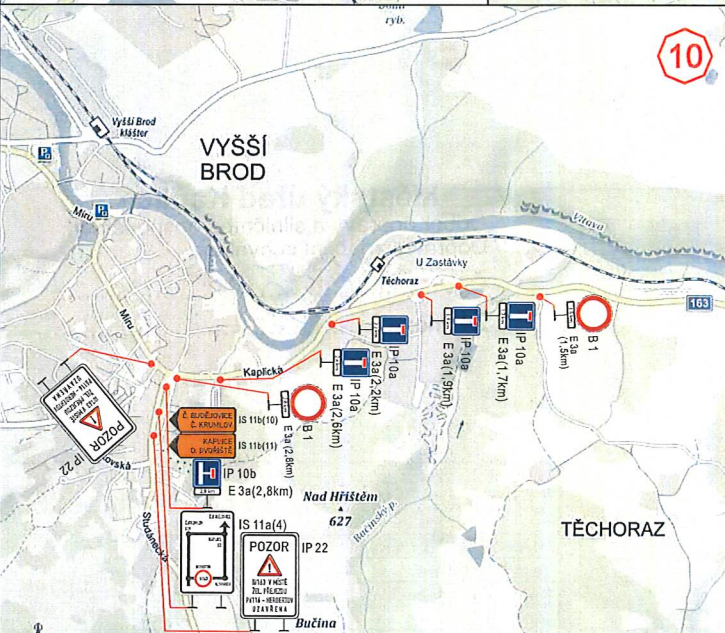 Dolní
ryb.
10
Vyšší Brod
klášter
VYŠŠÍ
BROD
P
Míru
P
Vltava
U Zastávky
Těchoraz
163
Míru
Kaplická
IP 10a
E 3a(2,2km)
IP 10a
E 3a(2,6km)
IP 10a
E 3a(1,9km)
IP 10a
E 3a(1,7km)
B 1
E 3a
(1,5km)
B 1
E 3a(2,8km)
POZOR
IP 22
Č. BUDĚJOVICE
Č. KRUMLOV
IS 11b(10)
KAPLICE
D. DVOŘIŠTĚ
IS 11b(11)
IP 10b
E 3a(2,8km)
ovská
Studánecká
Nad Hřištěm
627
Bučinský p.
TĚCHORAZ
IS 11a(4)
IP 22
POZOR
ŽEL. PŘEJEZDU
UZAVŘENA
Bučina